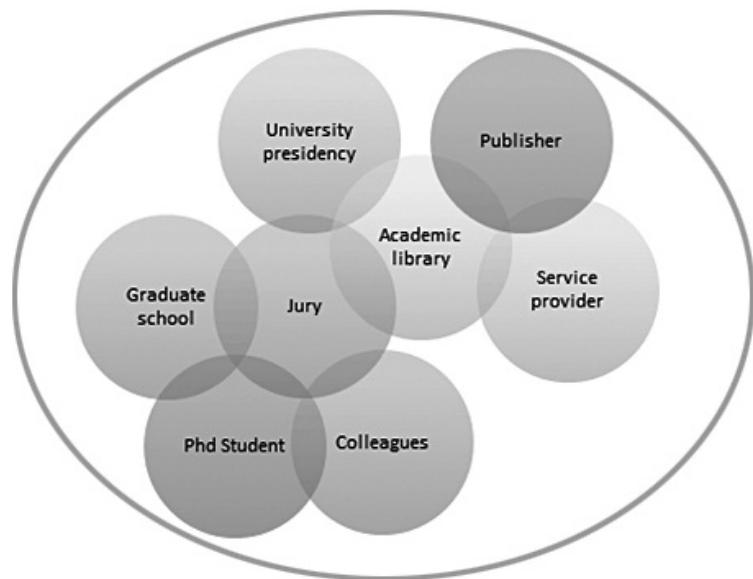 University
presidency
Publisher
Academic
library
Service
provider
Graduate
school
Jury
Phd Student
Colleagues